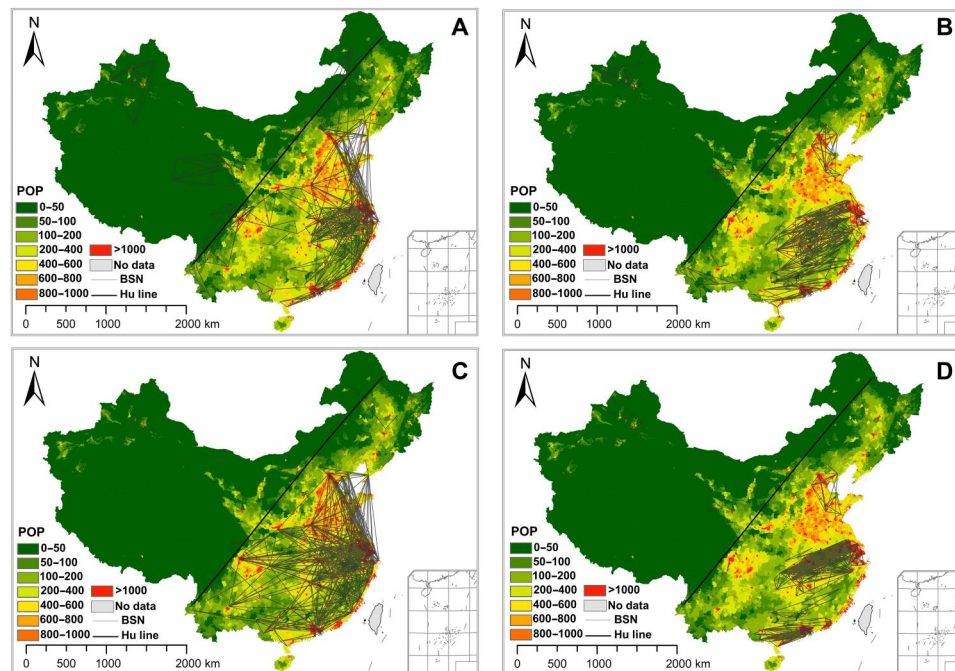 N
A
POP
0–50
50–100
100–200
200–400 >1000
400–600 No data
600–800 BSN
800–1000 Hu line
0 500 1000 2000 km
N
B
POP
0–50
50–100
100–200
200–400 >1000
400–600 No data
600–800 BSN
800–1000 Hu line
0 500 1000 2000 km
N
C
POP
0–50
50–100
100–200
200–400 >1000
400–600 No data
600–800 BSN
800–1000 Hu line
0 500 1000 2000 km
N
D
POP
0–50
50–100
100–200
200–400 >1000
400–600 No data
600–800 BSN
800–1000 Hu line
0 500 1000 2000 km